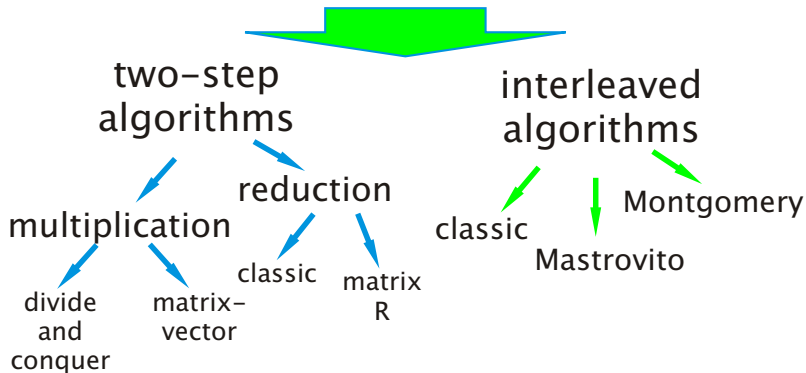 two-step
algorithms
interleaved
algorithms
multiplication
reduction
classic
Mastrovito
Montgomery
divide
and
conquer
matrix-
vector
classic
matrix
R